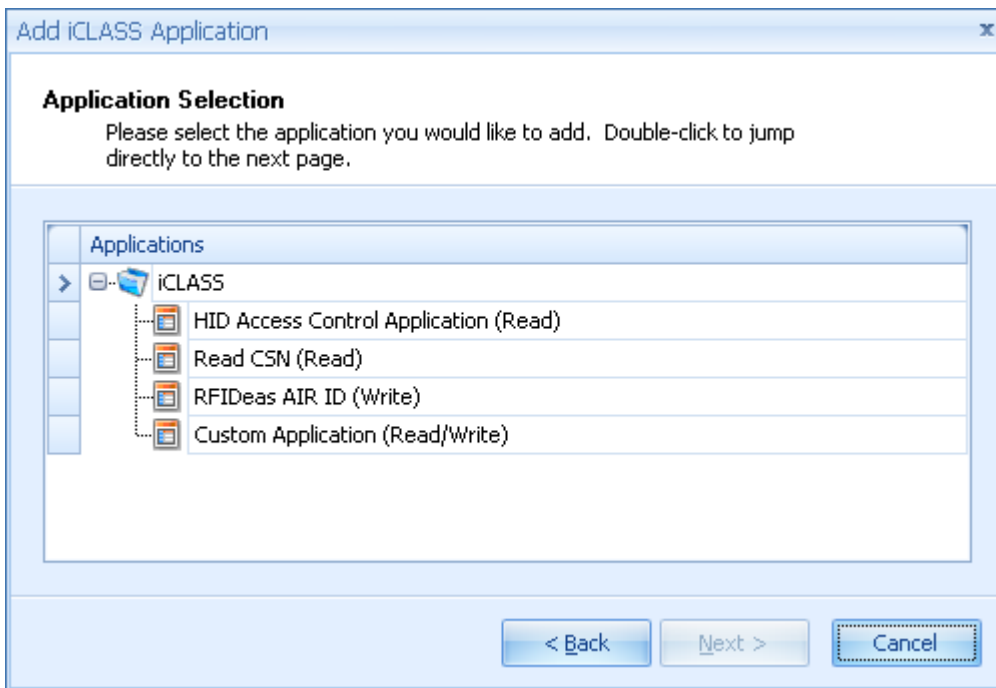 Add iCLASS Application
Application Selection
Please select the application you would like to add. Double-click to jump
directly to the next page.
Applications
iCLASS
HID Access Control Application (Read)
Read CSN (Read)
RFIDeas AIR ID (Write)
Custom Application (Read/Write)
< Back Next > Cancel